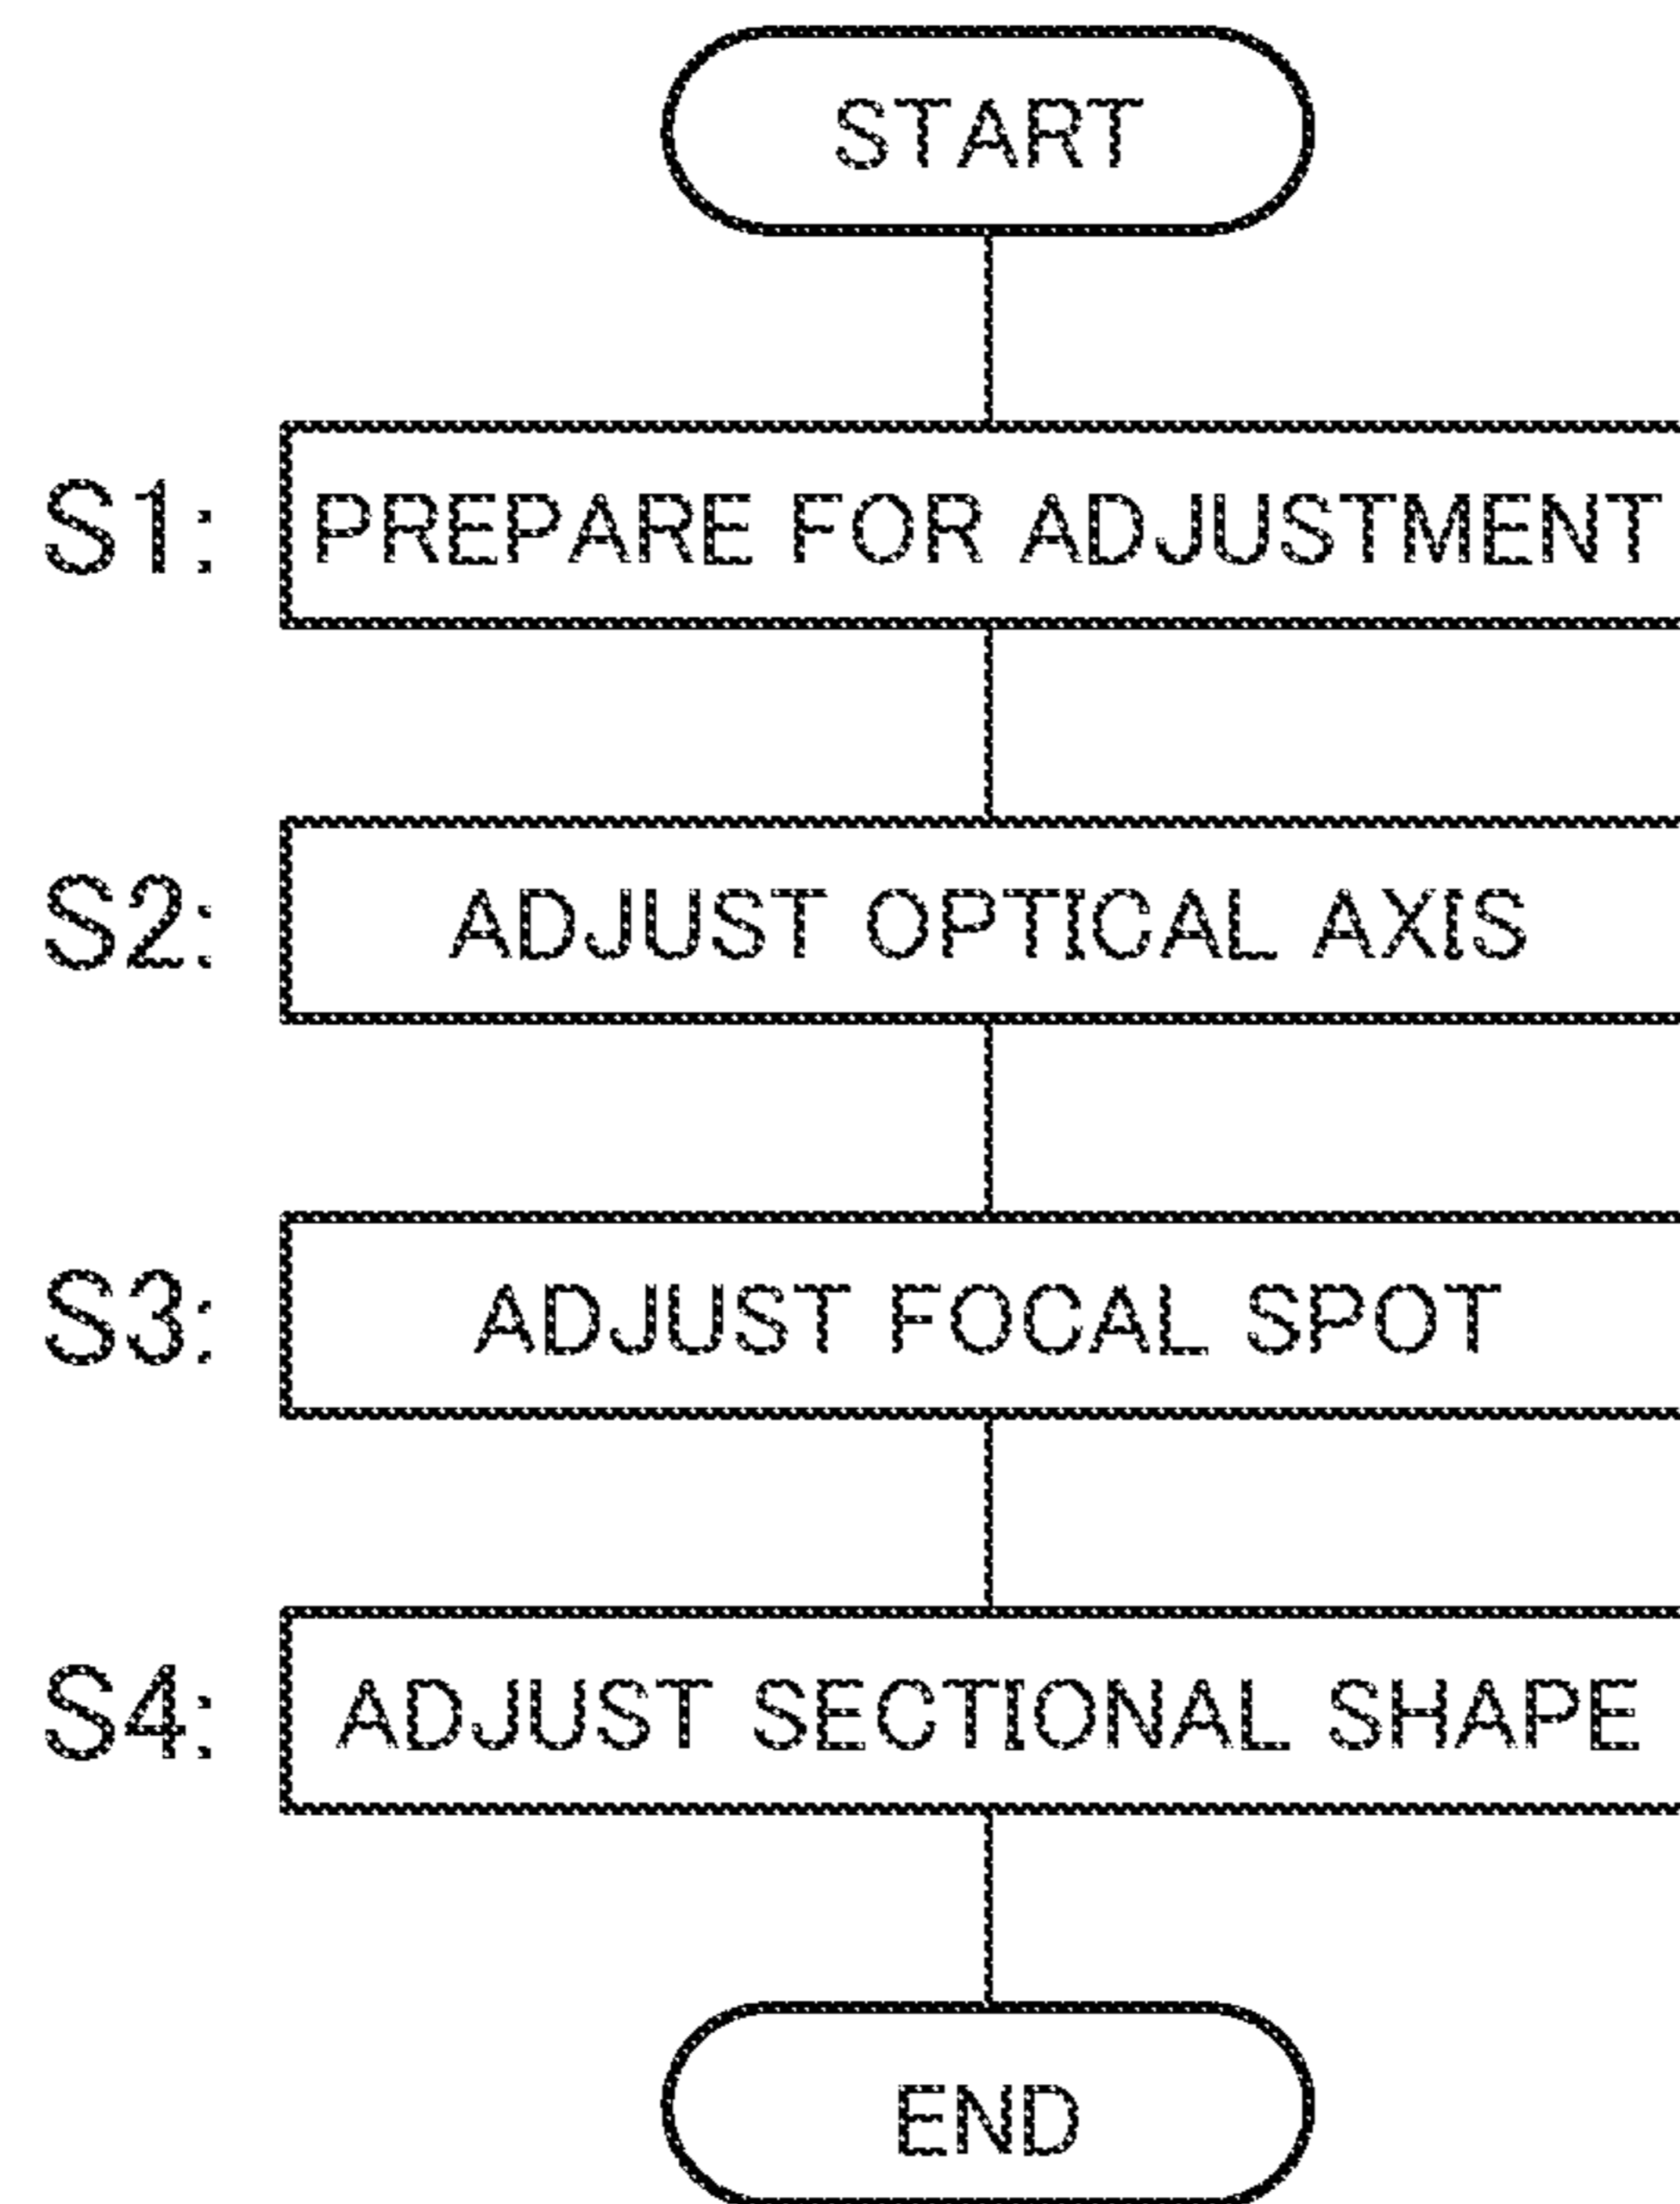 START
S1: PREPARE FOR ADJUSTMENT
S2: ADJUST OPTICAL AXIS
S3: ADJUST FOCAL SPOT
S4: ADJUST SECTIONAL SHAPE
END